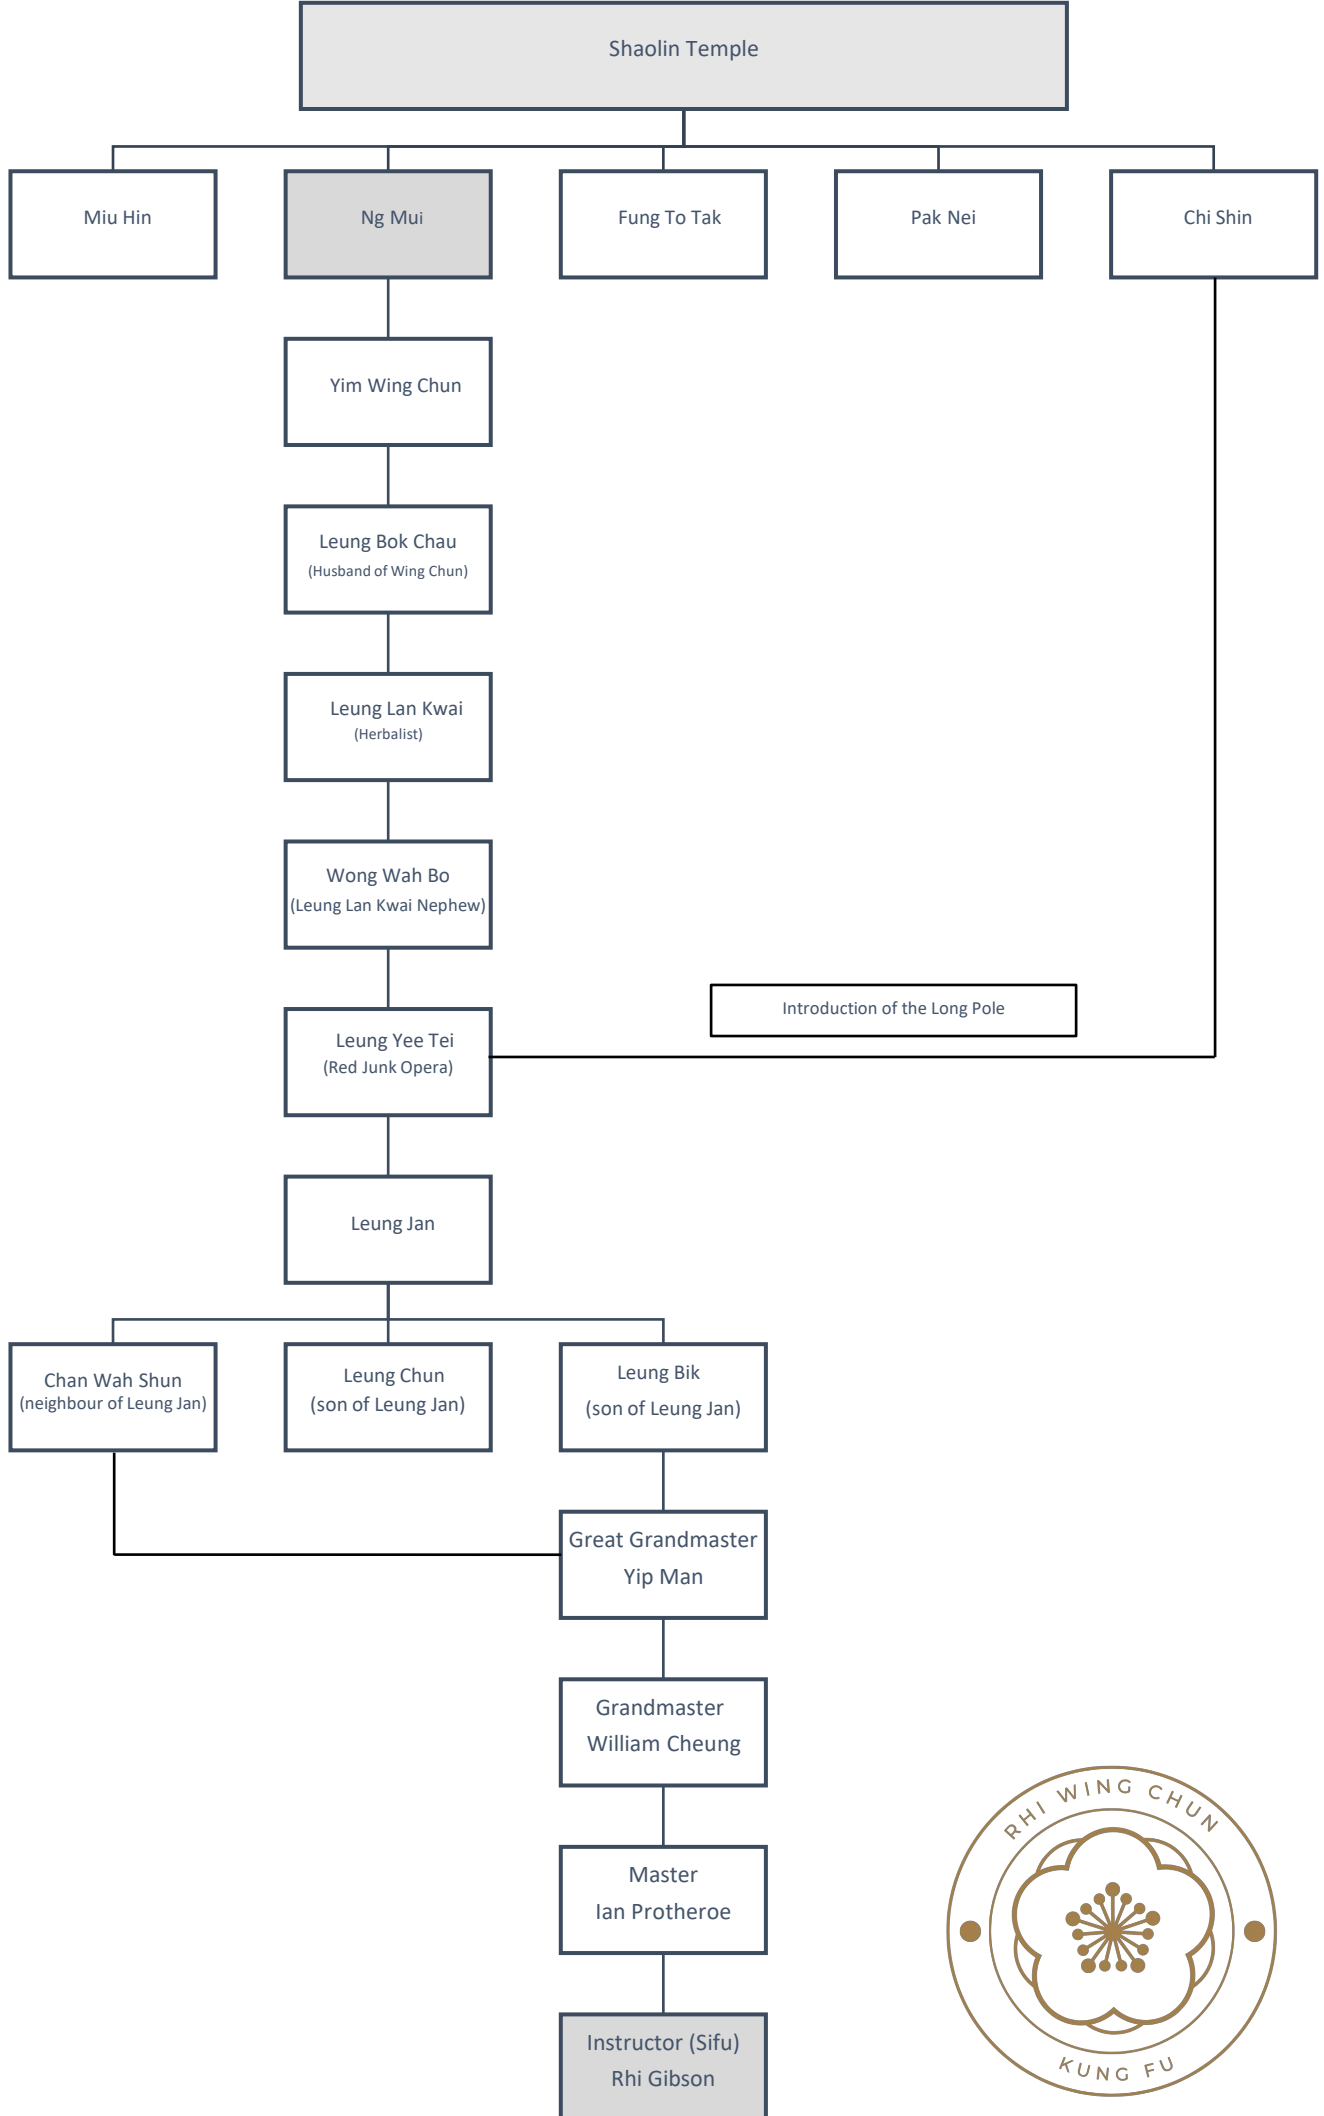 Shaolin Temple
Miu Hin
Ng Mui
Fung To Tak
Pak Nei
Chi Shin
Yim Wing Chun
Leung Bok Chau
(Husband of Wing Chun)
Leung Lan Kwai
(Herbalist)
Wong Wah Bo
(Leung Lan Kwai Nephew)
Introduction of the Long Pole
Leung Yee Tei
(Red Junk Opera)
Leung Jan
Chan Wah Shun
(neighbour of Leung Jan)
Leung Chun
(son of Leung Jan)
Leung Bik
(son of Leung Jan)
Great Grandmaster
Yip Man
Grandmaster
William Cheung
Master
Ian Protheroe
Instructor (Sifu)
Rhi Gibson
RHI WING CHUN
KUNG FU